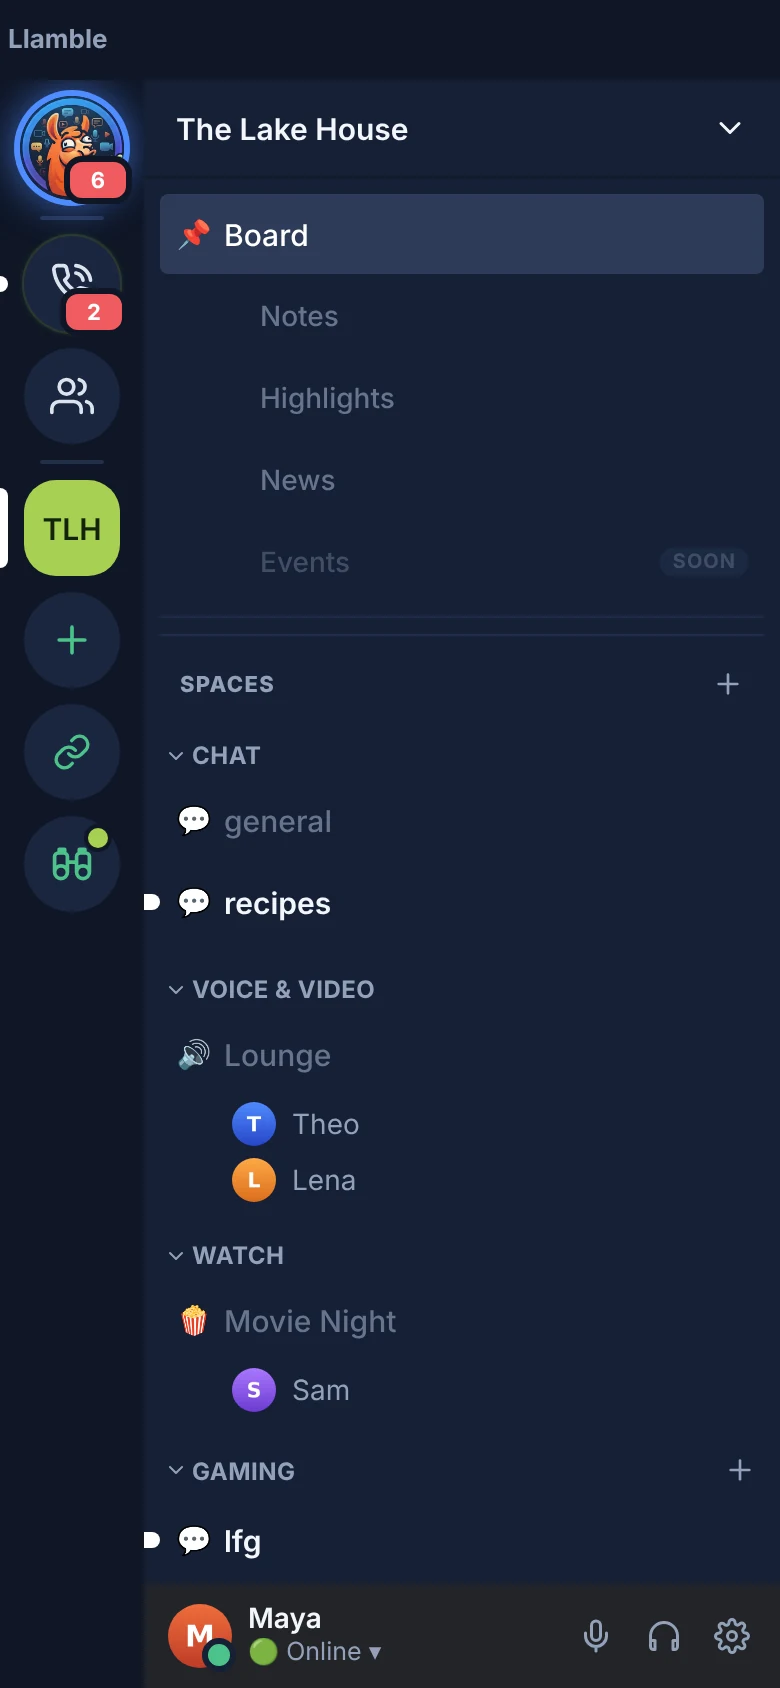 Llamble
6
2
TLH
The Lake House
Board
Notes
Highlights
News
Events SOON
SPACES
CHAT
general
recipes
VOICE & VIDEO
Lounge
T Theo
L Lena
WATCH
Movie Night
S Sam
GAMING
lfg
M Maya
Online